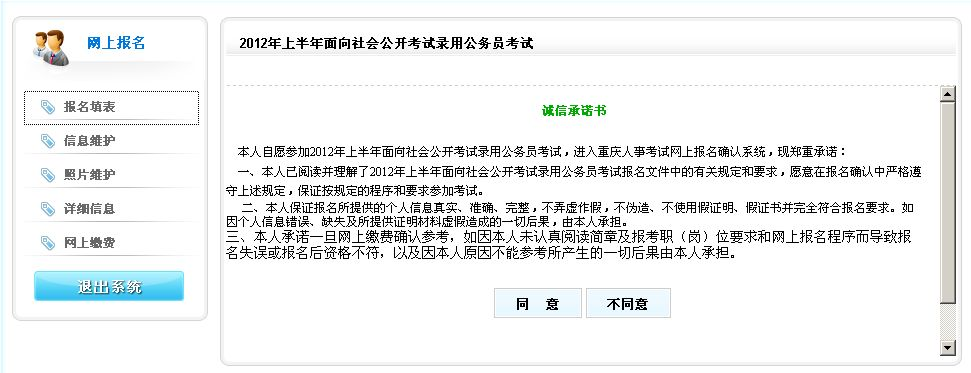 网上报名
报名填表
信息维护
照片维护
详细信息
网上缴费
退出系统
2012年上半年面向社会公开考试录用公务员考试
诚信承诺书
本人自愿参加2012年上半年面向社会公开考试录用公务员考试，进入重庆人事考试网上报名确认系统，现郑重承诺：
一、本人已阅读并理解了2012年上半年面向社会公开考试录用公务员考试报名文件中的有关规定和要求，愿意在报名确认中严格遵
守上述规定，保证按规定的程序和要求参加考试。
二、本人保证报名所提供的个人信息真实、准确、完整，不弄虚作假，不伪造、不使用假证明、假证书并完全符合报名要求。如
因个人信息错误、缺失及所提供证明材料虚假造成的一切后果，由本人承担。
三、本人承诺一旦网上缴费确认参考，如因本人未认真阅读简章及报考职（岗）位要求和网上报名程序而导致报
名失误或报名后资格不符，以及因本人原因不能参考所产生的一切后果由本人承担。
同 意 不同意